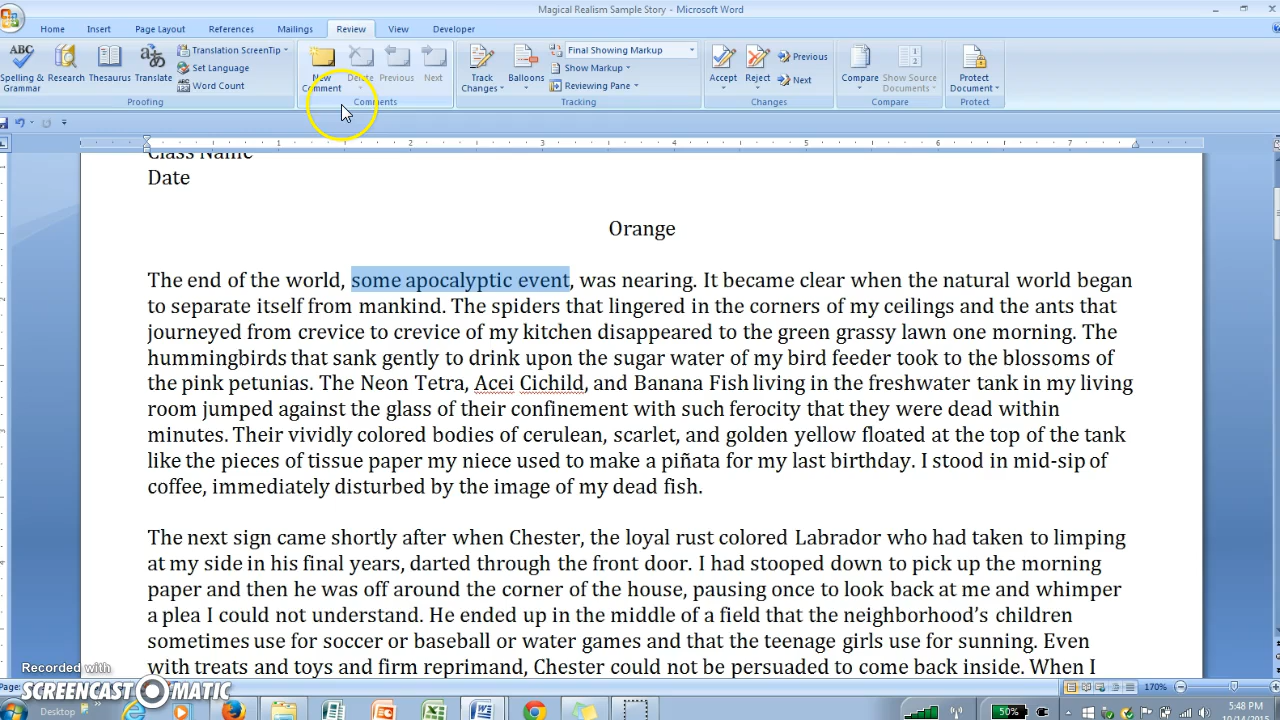 Magical Realism Sample Story - Microsoft Word
Home Insert Page Layout References Mailings Review View Developer
ABC
Spelling & Grammar
Research
Thesaurus
Translate
Translation ScreenTip
Set Language
Word Count
Proofing
New Comment
Delete
Previous
Next
Comments
Track Changes
Balloons
Final Showing Markup
Show Markup
Reviewing Pane
Tracking
Accept
Reject
Previous
Next
Changes
Compare
Show Source Documents
Compare
Protect Document
Protect
1 2 3 4 5 6 7
Class Name
Date
Orange
The end of the world, some apocalyptic event, was nearing. It became clear when the natural world began
to separate itself from mankind. The spiders that lingered in the corners of my ceilings and the ants that
journeyed from crevice to crevice of my kitchen disappeared to the green grassy lawn one morning. The
hummingbirds that sank gently to drink upon the sugar water of my bird feeder took to the blossoms of
the pink petunias. The Neon Tetra, Acei Cichild, and Banana Fish living in the freshwater tank in my living
room jumped against the glass of their confinement with such ferocity that they were dead within
minutes. Their vividly colored bodies of cerulean, scarlet, and golden yellow floated at the top of the tank
like the pieces of tissue paper my niece used to make a piñata for my last birthday. I stood in mid-sip of
coffee, immediately disturbed by the image of my dead fish.
The next sign came shortly after when Chester, the loyal rust colored Labrador who had taken to limping
at my side in his final years, darted through the front door. I had stooped down to pick up the morning
paper and then he was off around the corner of the house, pausing once to look back at me and whimper
a plea I could not understand. He ended up in the middle of a field that the neighborhood's children
sometimes use for soccer or baseball or water games and that the teenage girls use for sunning. Even
with treats and toys and firm reprimand, Chester could not be persuaded to come back inside. When I
Recorded with
SCREENCAST MATIC
170%
Desktop
50%
5:48 PM
10/14/2015